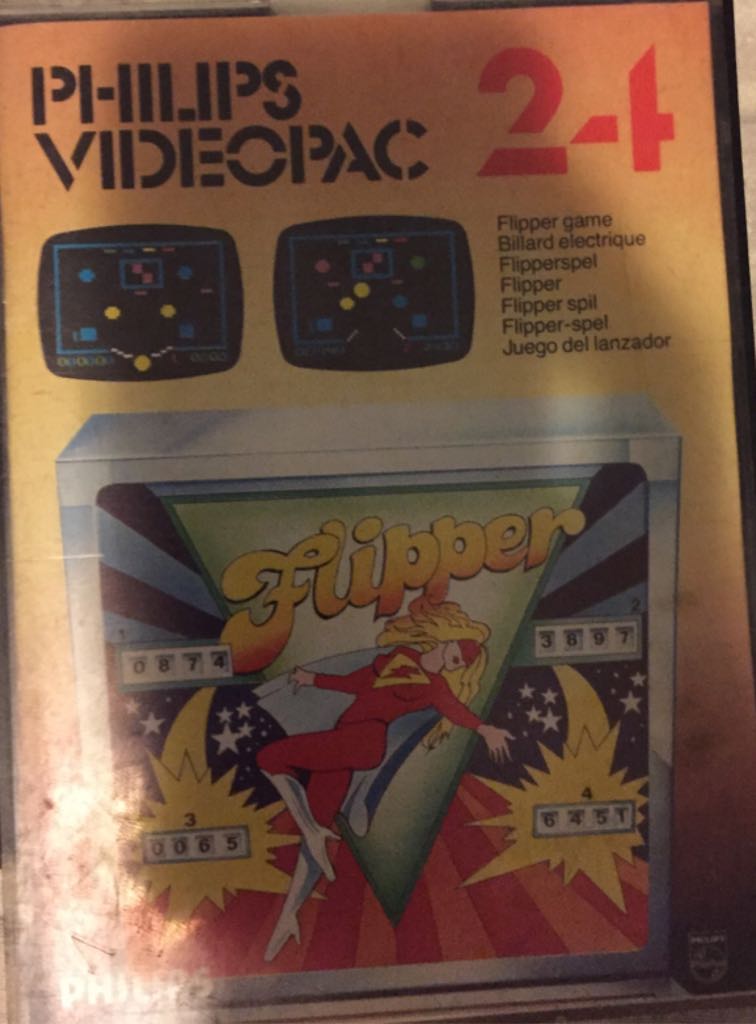 PHILIPS
VIDEOPAC
24
Flipper game
Billard electrique
Flipperspel
Flipper
Flipper spil
Flipper-spel
Juego del lanzador
Flipper
1
0874
2
3897
3
0065
4
6451
PHILIPS
PHILIPS